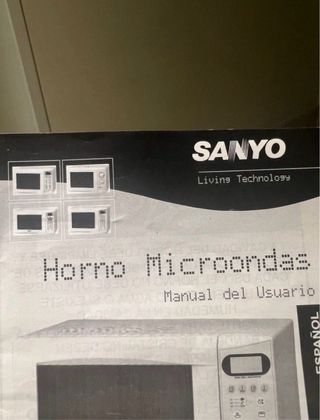 SANYO
Living Technology
Horno Microondas
Manual del Usuario
ESPAÑOL